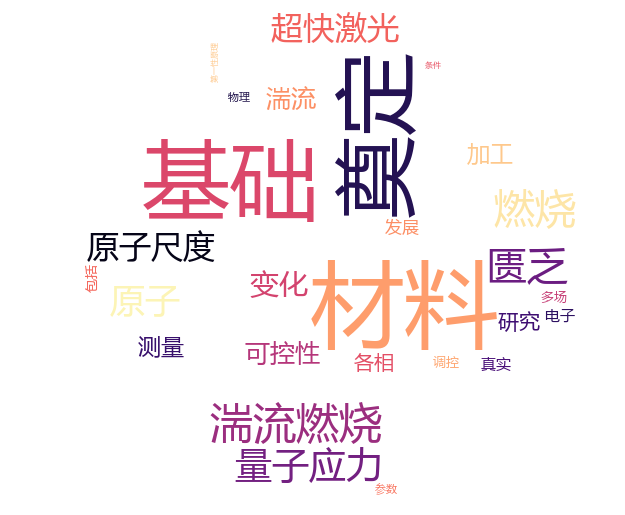 超快激光
条件
物理
湍流
奠定
基础
加工
燃烧
发展
原子尺度
匮乏
包括
变化
原子
材料
多场
电子
研究
测量
可控性
各相
调控
真实
湍流燃烧
量子应力
参数